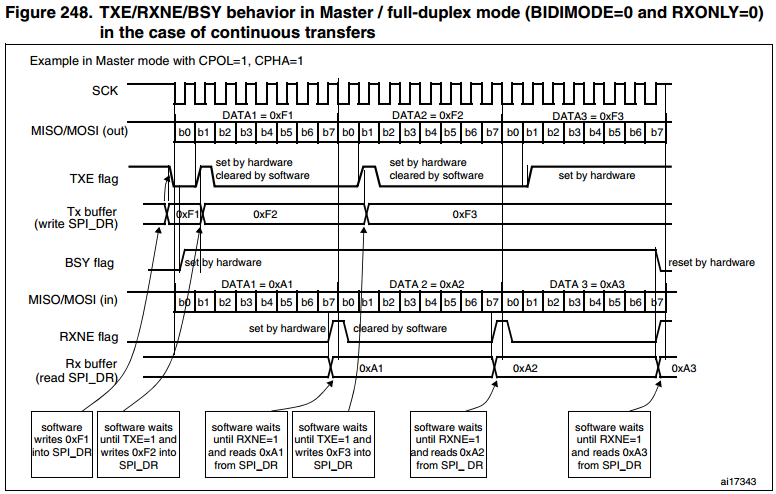 Figure 248. TXE/RXNE/BSY behavior in Master / full-duplex mode (BIDIMODE=0 and RXONLY=0)
in the case of continuous transfers
Example in Master mode with CPOL=1, CPHA=1
SCK
DATA1 = 0xF1 DATA2 = 0xF2 DATA3 = 0xF3
MISO/MOSI (out) b0 b1 b2 b3 b4 b5 b6 b7 b0 b1 b2 b3 b4 b5 b6 b7 b0 b1 b2 b3 b4 b5 b6 b7
set by hardware set by hardware
TXE flag cleared by software cleared by software set by hardware
Tx buffer 0xF1 0xF2 0xF3
(write SPI_DR)
BSY flag set by hardware reset by hardware
DATA1 = 0xA1 DATA 2 = 0xA2 DATA 3 = 0xA3
MISO/MOSI (in) b0 b1 b2 b3 b4 b5 b6 b7 b0 b1 b2 b3 b4 b5 b6 b7 b0 b1 b2 b3 b4 b5 b6 b7
RXNE flag set by hardware cleared by software
Rx buffer 0xA1 0xA2 0xA3
(read SPI_DR)
software
writes 0xF1
into SPI_DR
software waits
until TXE=1 and
writes 0xF2 into
SPI_DR
software waits
until RXNE=1
and reads 0xA1
from SPI_DR
software waits
until TXE=1 and
writes 0xF3 into
SPI_DR
software waits
until RXNE=1
and reads 0xA2
from SPI_ DR
software waits
until RXNE=1
and reads 0xA3
from SPI_DR
ai17343